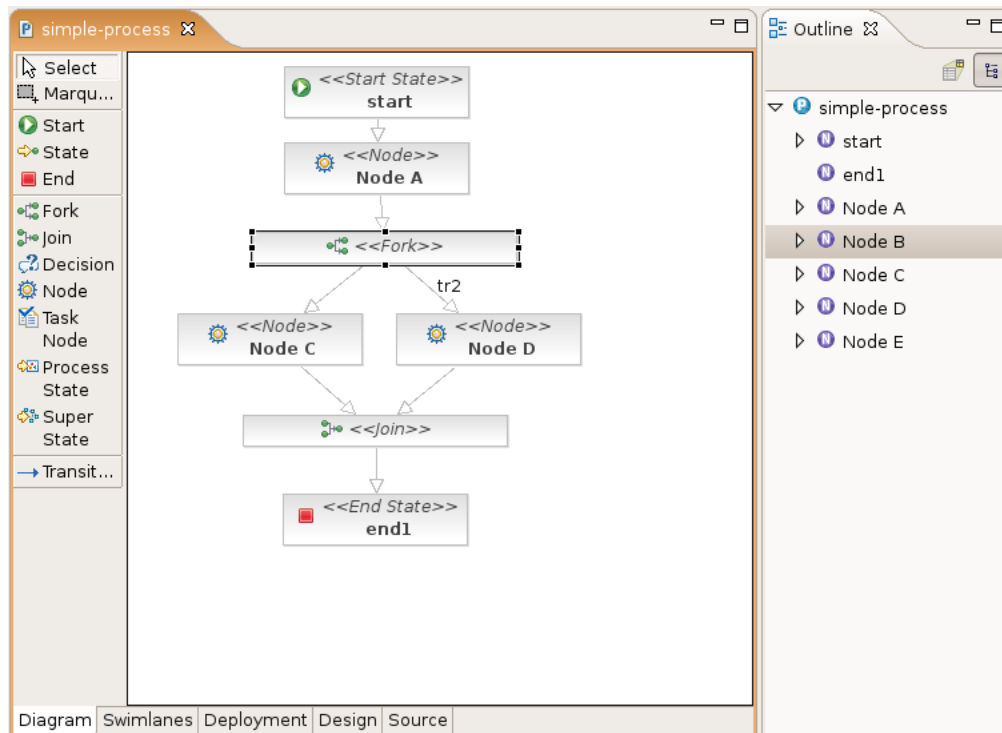 simple-process
Outline
Select
Marqu...
Start
State
End
Fork
Join
Decision
Node
Task
Node
Process
State
Super
State
Transit...
<<Start State>>
start
<<Node>>
Node A
<<Fork>>
tr2
<<Node>>
Node C
<<Node>>
Node D
<<Join>>
<<End State>>
end1
simple-process
start
end1
Node A
Node B
Node C
Node D
Node E
Diagram Swimlanes Deployment Design Source